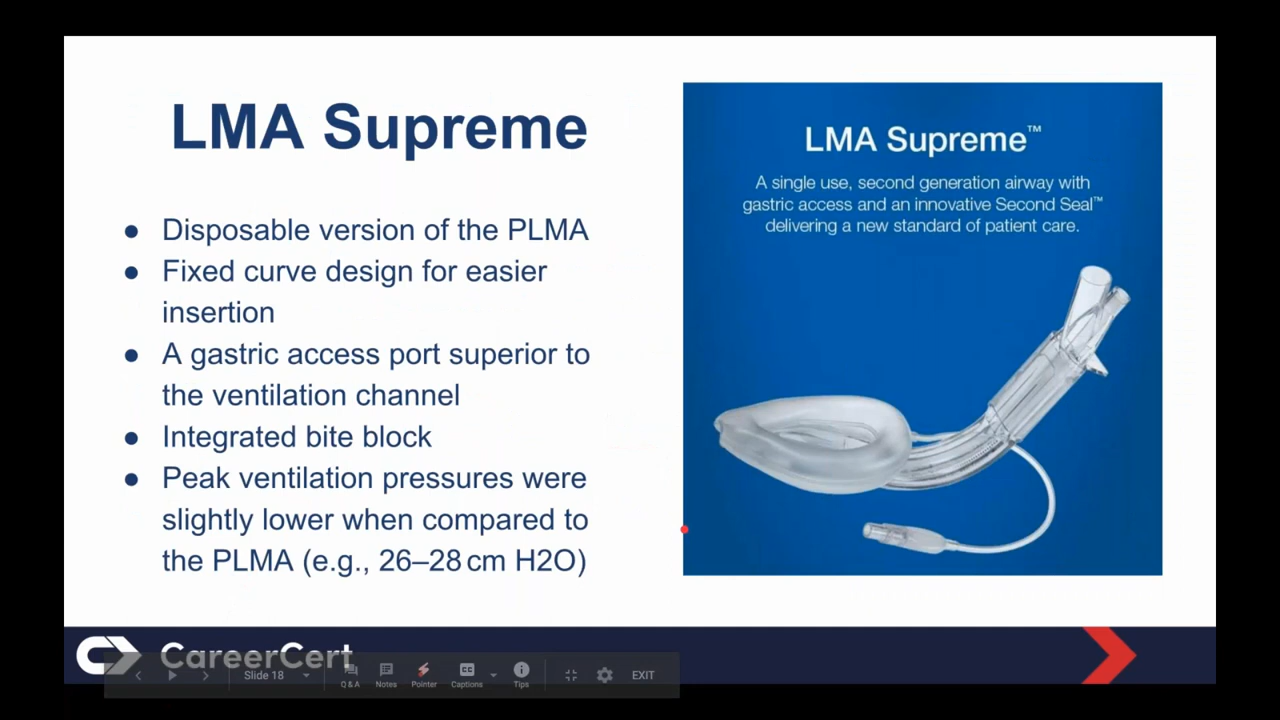 LMA Supreme
● Disposable version of the PLMA
● Fixed curve design for easier
insertion
● A gastric access port superior to
the ventilation channel
● Integrated bite block
● Peak ventilation pressures were
slightly lower when compared to
the PLMA (e.g., 26–28 cm H2O)
LMA Supreme™
A single use, second generation airway with
gastric access and an innovative Second Seal™
delivering a new standard of patient care.
CareerCert
Slide 18
Q & A
Notes
Pointer
CC
Captions
Tips
EXIT